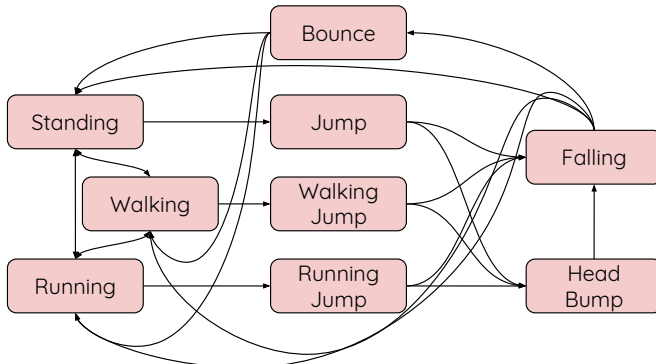 Bounce
Standing
Jump
Falling
Walking
Walking
Jump
Running
Running
Jump
Head
Bump